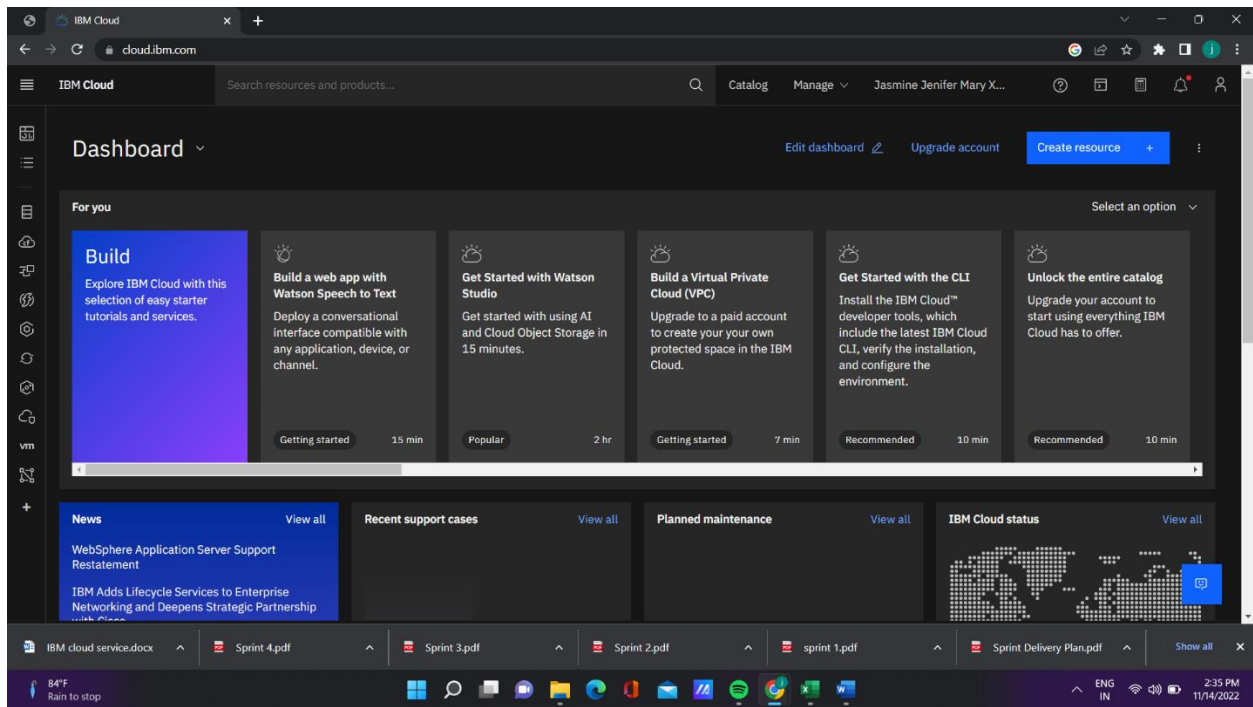 IBM Cloud
cloud.ibm.com
j
IBM Cloud
Search resources and products...
Catalog
Manage
Jasmine Jenifer Mary X...
Dashboard
Edit dashboard
Upgrade account
Create resource +
For you
Select an option
Build
Explore IBM Cloud with this
selection of easy starter
tutorials and services.
Build a web app with
Watson Speech to Text
Deploy a conversational
interface compatible with
any application, device, or
channel.
Getting started 15 min
Get Started with Watson
Studio
Get started with using AI
and Cloud Object Storage in
15 minutes.
Popular 2 hr
Build a Virtual Private
Cloud (VPC)
Upgrade to a paid account
to create your your own
protected space in the IBM
Cloud.
Getting started 7 min
Get Started with the CLI
Install the IBM Cloud™
developer tools, which
include the latest IBM Cloud
CLI, verify the installation,
and configure the
environment.
Recommended 10 min
Unlock the entire catalog
Upgrade your account to
start using everything IBM
Cloud has to offer.
Recommended 10 min
vm
News View all
WebSphere Application Server Support
Restatement
IBM Adds Lifecycle Services to Enterprise
Networking and Deepens Strategic Partnership
with Cisco
Recent support cases View all
Planned maintenance View all
IBM Cloud status View all
IBM cloud service.docx
Sprint 4.pdf
Sprint 3.pdf
Sprint 2.pdf
sprint 1.pdf
Sprint Delivery Plan.pdf
Show all
84°F
Rain to stop
ENG
IN
2:35 PM
11/14/2022